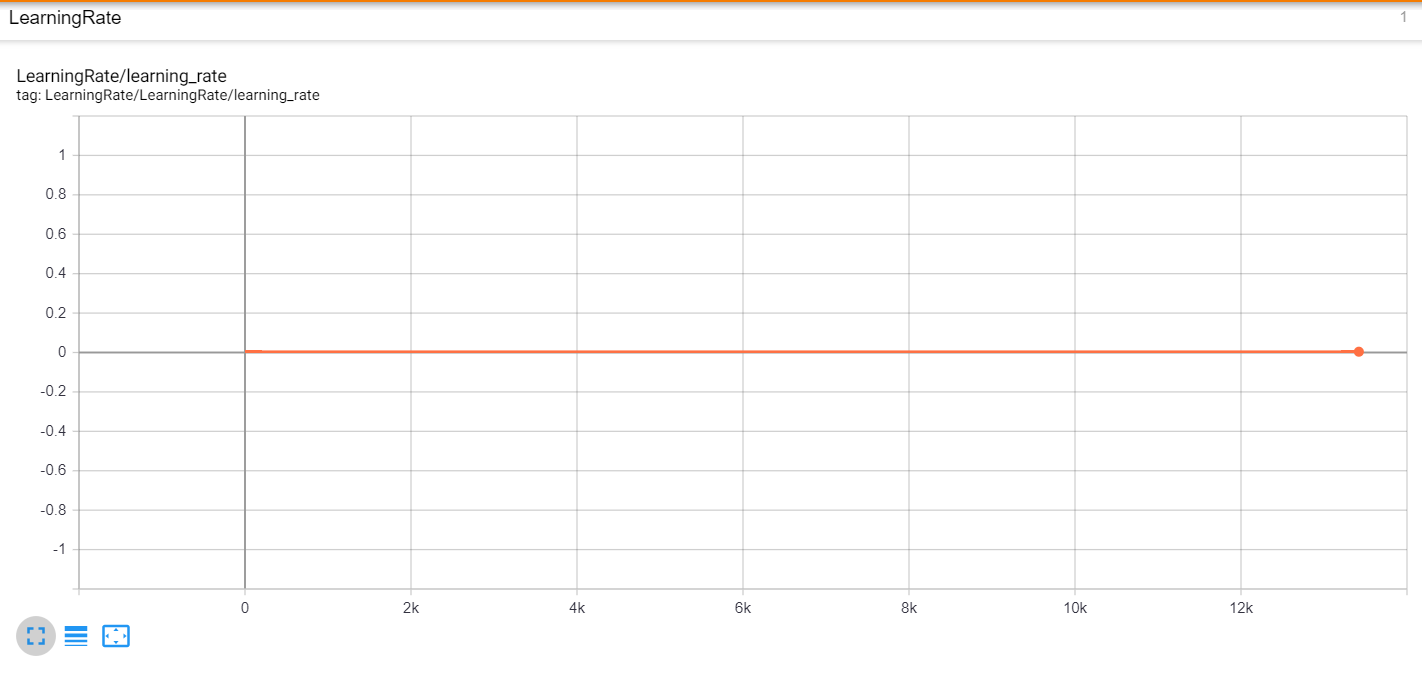 LearningRate 1
LearningRate/learning_rate
tag: LearningRate/LearningRate/learning_rate
1
0.8
0.6
0.4
0.2
0
-0.2
-0.4
-0.6
-0.8
-1
0 2k 4k 6k 8k 10k 12k